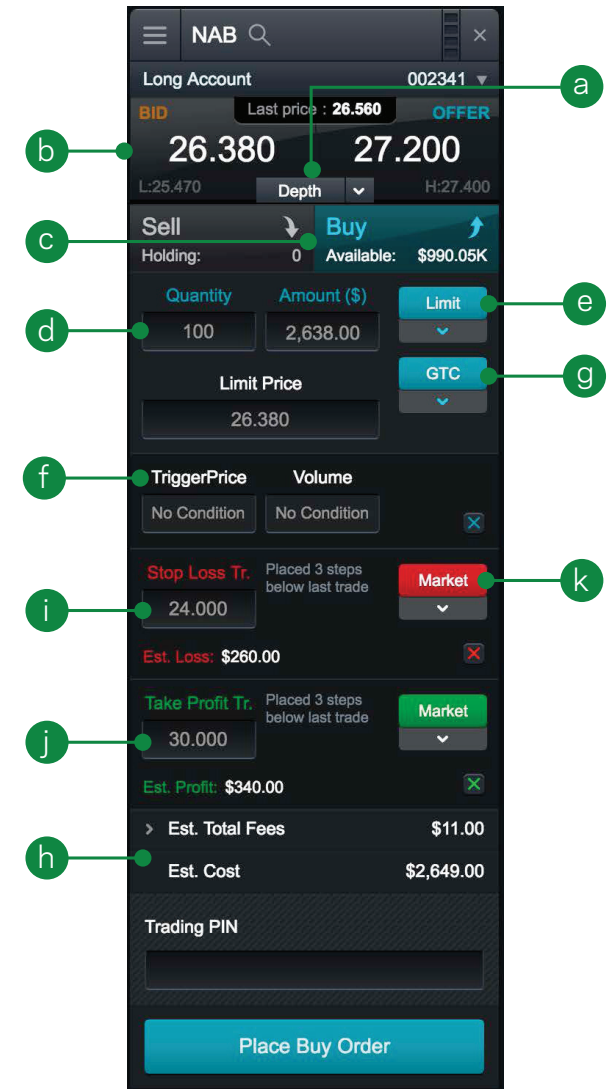 NAB
Long Account 002341
a
BID Last price : 26.560 OFFER
b
26.380 27.200
L:25.470 Depth H:27.400
Sell Buy
c
Holding: 0 Available: $990.05K
Quantity Amount ($) Limit
e
d
100 2,638.00
Limit Price GTC
g
26.380
f
TriggerPrice Volume
No Condition No Condition
Stop Loss Tr. Placed 3 steps
below last trade Market
k
i
24.000
Est. Loss: $260.00
Take Profit Tr. Placed 3 steps
below last trade Market
j
30.000
Est. Profit: $340.00
Est. Total Fees $11.00
h
Est. Cost $2,649.00
Trading PIN
Place Buy Order